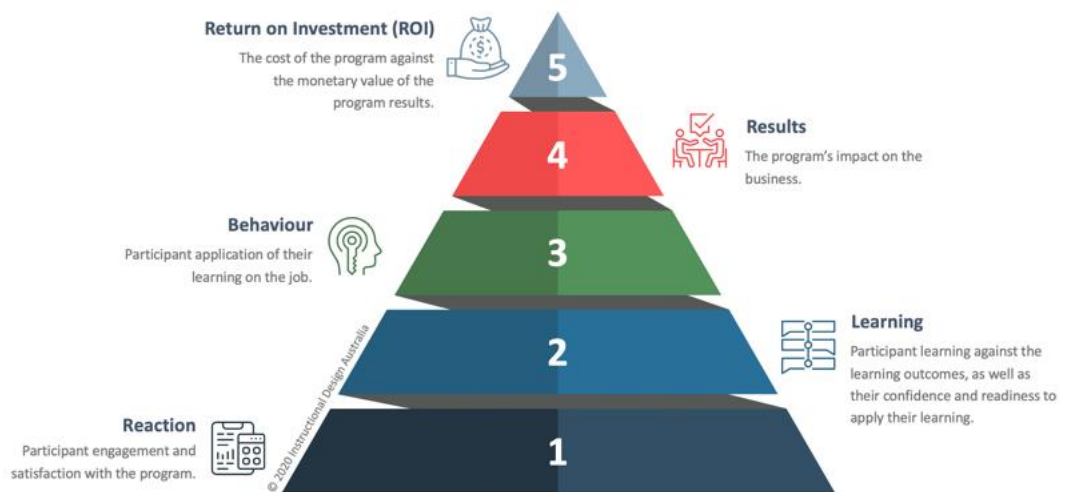 Return on Investment (ROI)
The cost of the program against
the monetary value of the
program results.
5
4
Results
The program's impact on the
business.
Behaviour
Participant application of their
learning on the job.
3
2
Learning
Participant learning against the
learning outcomes, as well as
their confidence and readiness to
apply their learning.
© 2020 Instructional Design Australia
Reaction
Participant engagement and
satisfaction with the program.
1